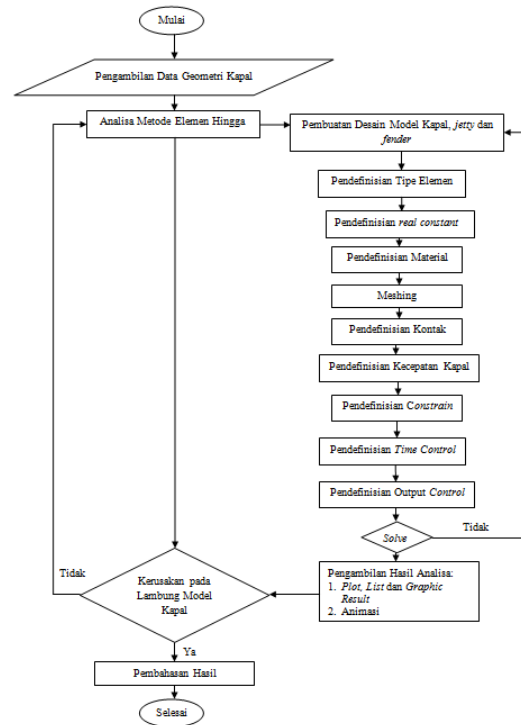 Mulai
Pengambilan Data Geometri Kapal
Analisa Metode Elemen Hingga
Pembuatan Desain Model Kapal, jetty dan
fender
Pendefinisian Tipe Elemen
Pendefinisian real constant
Pendefinisian Material
Meshing
Pendefinisian Kontak
Pendefinisian Kecepatan Kapal
Pendefinisian Constrain
Pendefinisian Time Control
Pendefinisian Output Control
Solve
Tidak
Pengambilan Hasil Analisa:
1. Plot, List dan Graphic
Result
2. Animasi
Tidak
Kerusakan pada
Lambung Model
Kapal
Ya
Pembahasan Hasil
Selesai